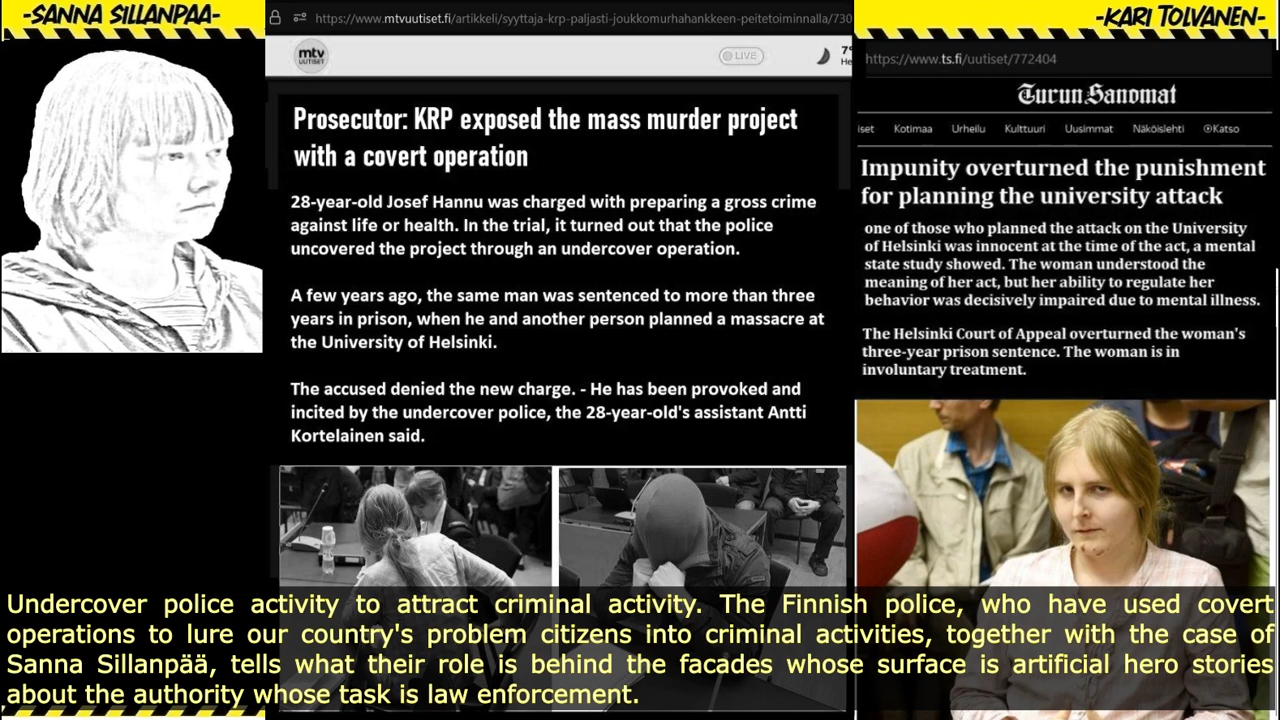 -SANNA SILLANPAA-
https://www.mtvuutiset.fi/artikkeli/syyttaja-krp-paljasti-joukkomurhahankkeen-peitetoiminnalla/730
mtv
UUTISET
LIVE
7°
He
Prosecutor: KRP exposed the mass murder project
with a covert operation
28-year-old Josef Hannu was charged with preparing a gross crime
against life or health. In the trial, it turned out that the police
uncovered the project through an undercover operation.
A few years ago, the same man was sentenced to more than three
years in prison, when he and another person planned a massacre at
the University of Helsinki.
The accused denied the new charge. - He has been provoked and
incited by the undercover police, the 28-year-old's assistant Antti
Kortelainen said.
-KARI TOLVANEN-
https://www.ts.fi/uutiset/772404
Turun Sanomat
iset Kotimaa Urheilu Kulttuuri Uusimmat Näköislehti Katso
Impunity overturned the punishment
for planning the university attack
one of those who planned the attack on the University
of Helsinki was innocent at the time of the act, a mental
state study showed. The woman understood the
meaning of her act, but her ability to regulate her
behavior was decisively impaired due to mental illness.
The Helsinki Court of Appeal overturned the woman's
three-year prison sentence. The woman is in
involuntary treatment.
Undercover police activity to attract criminal activity. The Finnish police, who have used covert
operations to lure our country's problem citizens into criminal activities, together with the case of
Sanna Sillanpää, tells what their role is behind the facades whose surface is artificial hero stories
about the authority whose task is law enforcement.